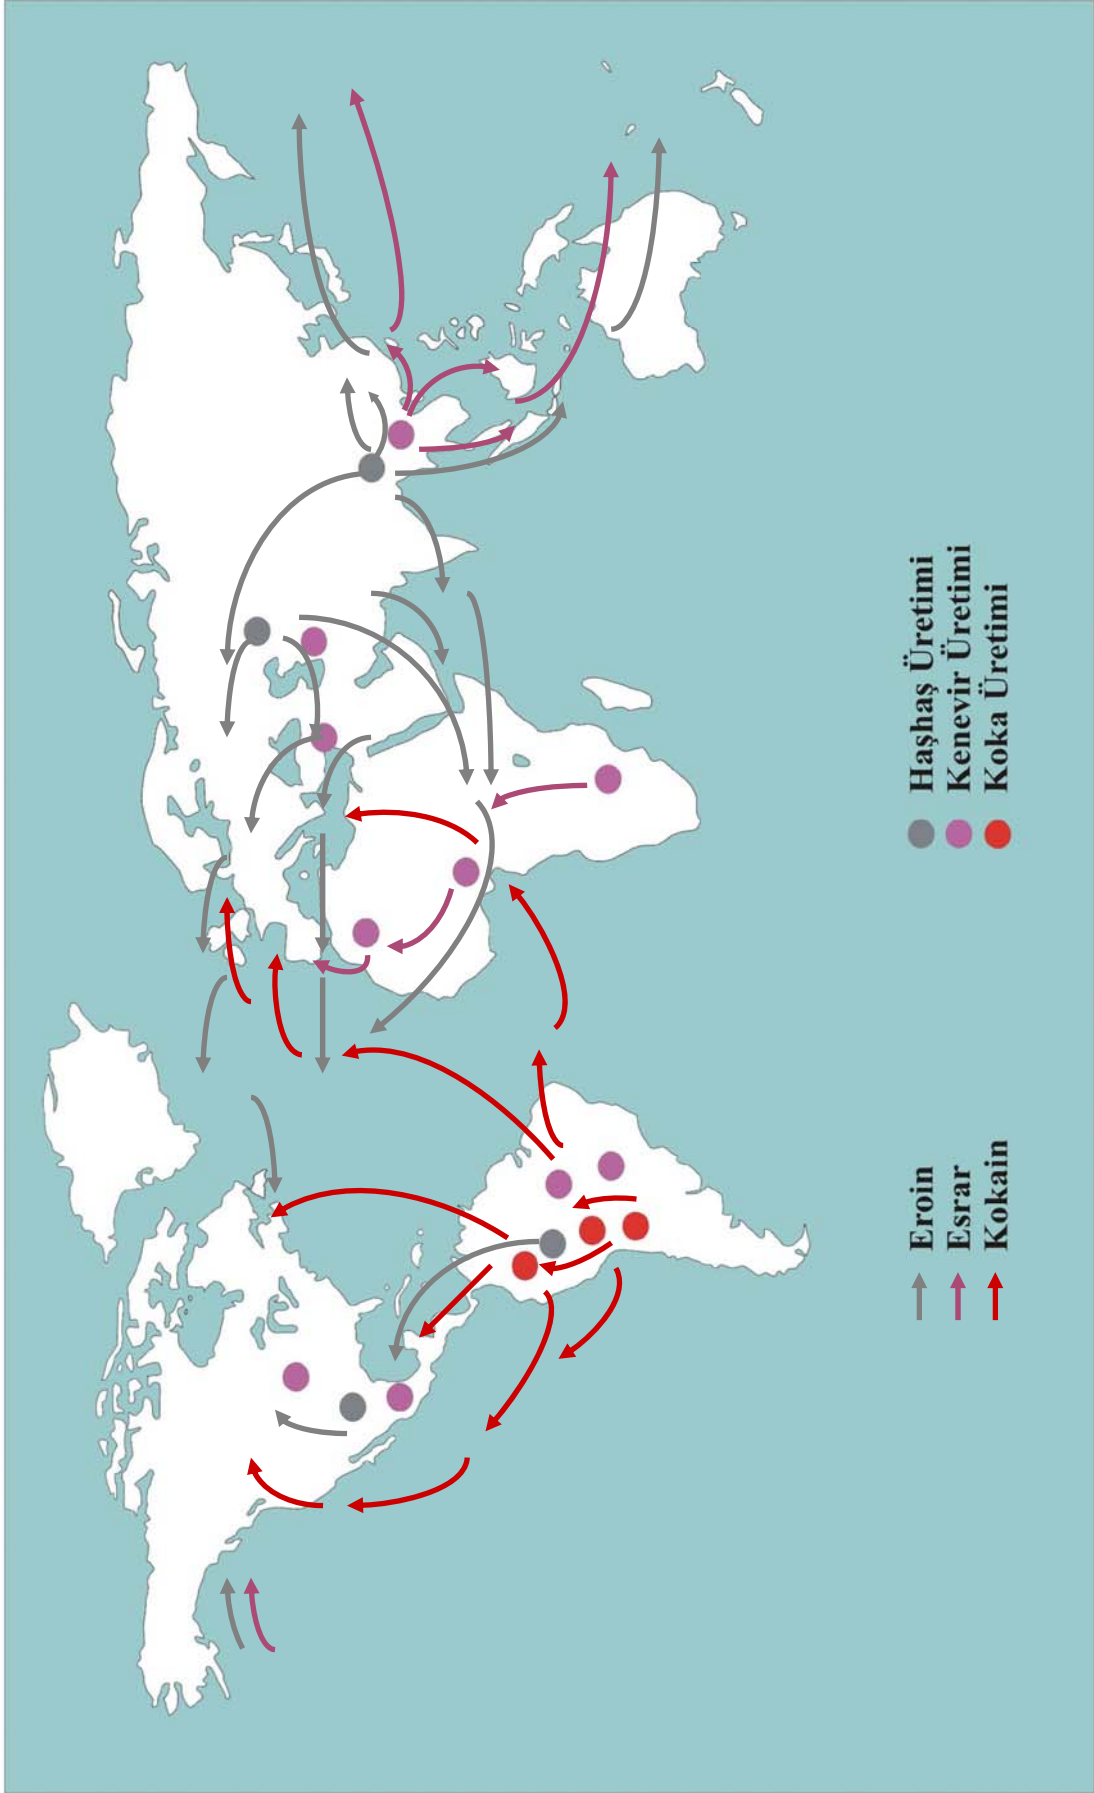 Eroin
Esrar
Kokain
Haşhaş Üretimi
Kenevir Üretimi
Koka Üretimi